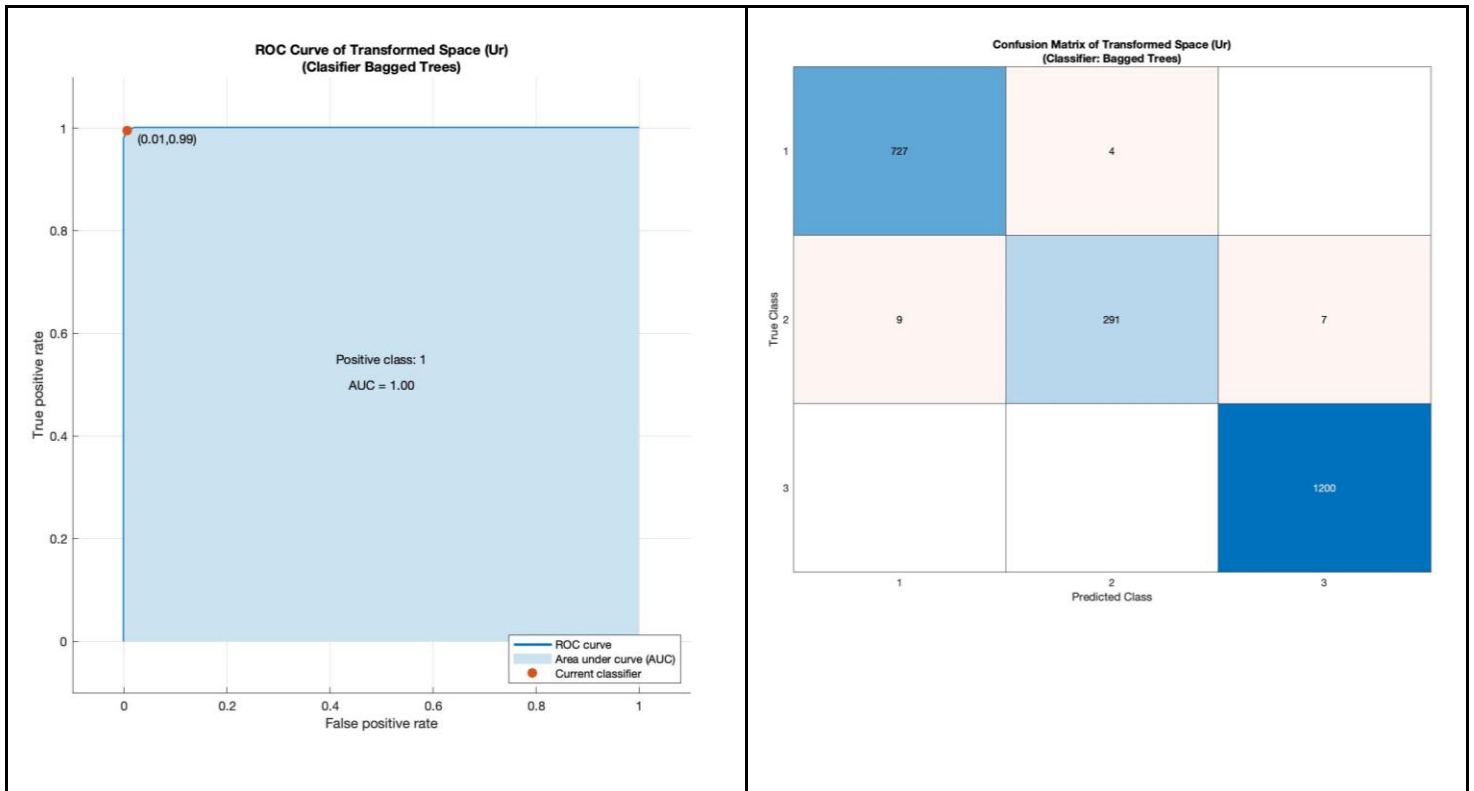 ROC Curve of Transformed Space (Ur)
(Clasifier Bagged Trees)
1
(0.01,0.99)
0.8
0.6
Positive class: 1
AUC = 1.00
0.4
0.2
0
True positive rate
ROC curve
Area under curve (AUC)
Current classifier
0 0.2 0.4 0.6 0.8 1
False positive rate
Confusion Matrix of Transformed Space (Ur)
(Classifier: Bagged Trees)
1 727 4
True Class
2 9 291 7
3 1200
1 2 3
Predicted Class